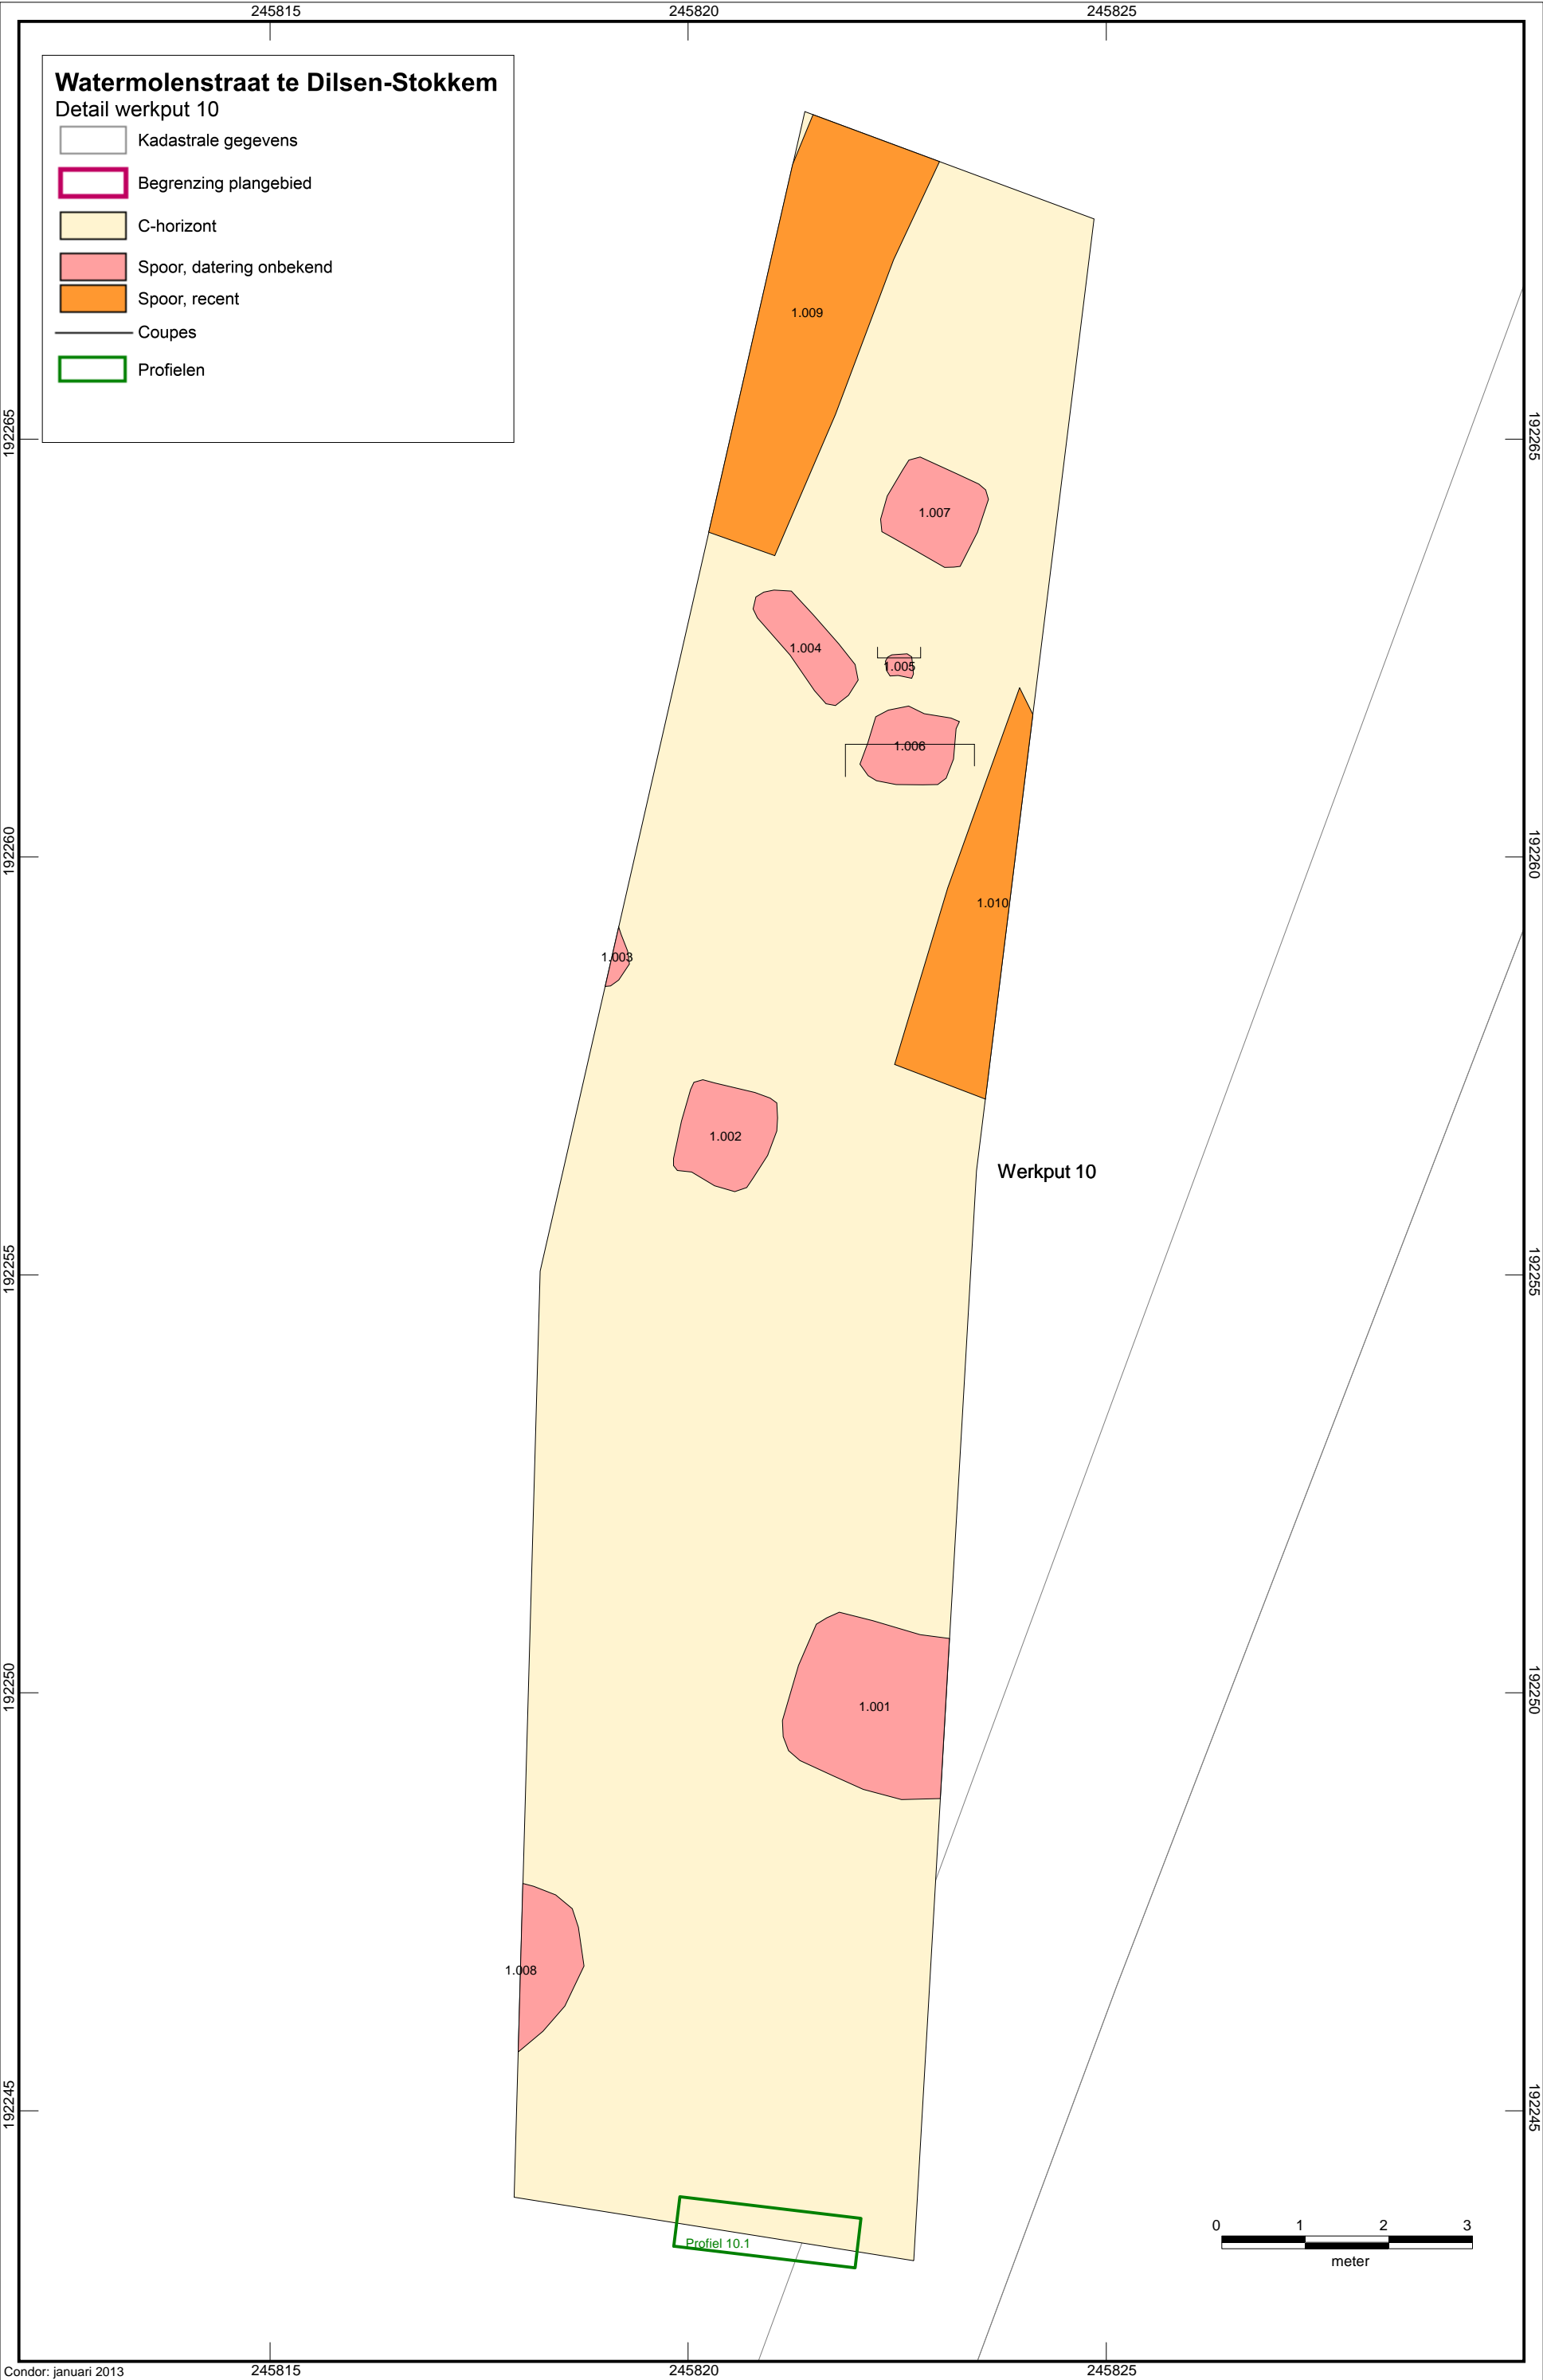 245815
245820
245825
Watermolenstraat te Dilsen-Stokkem
Detail werkput 10
Kadastrale gegevens
Begrenzing plangebied
C-horizont
Spoor, datering onbekend
Spoor, recent
Coupes
Profielen
1.009
192265
192265
1.007
1.004
1.005
1.006
192260
192260
1.010
1.003
1.002
Werkput 10
192255
192255
192250
192250
1.001
1.008
192245
192245
0 1 2 3
meter
Profiel 10.1
245815
245820
245825
Condor: januari 2013